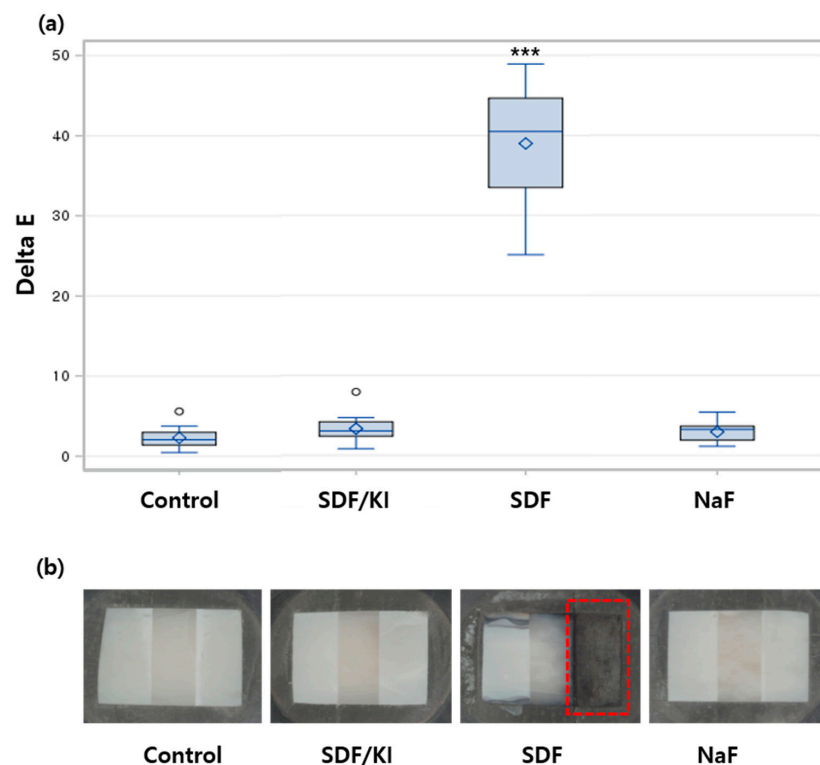 (a)
***
50
40
30
20
10
0
Delta E
Control SDF/KI SDF NaF
(b)
Control SDF/KI SDF NaF